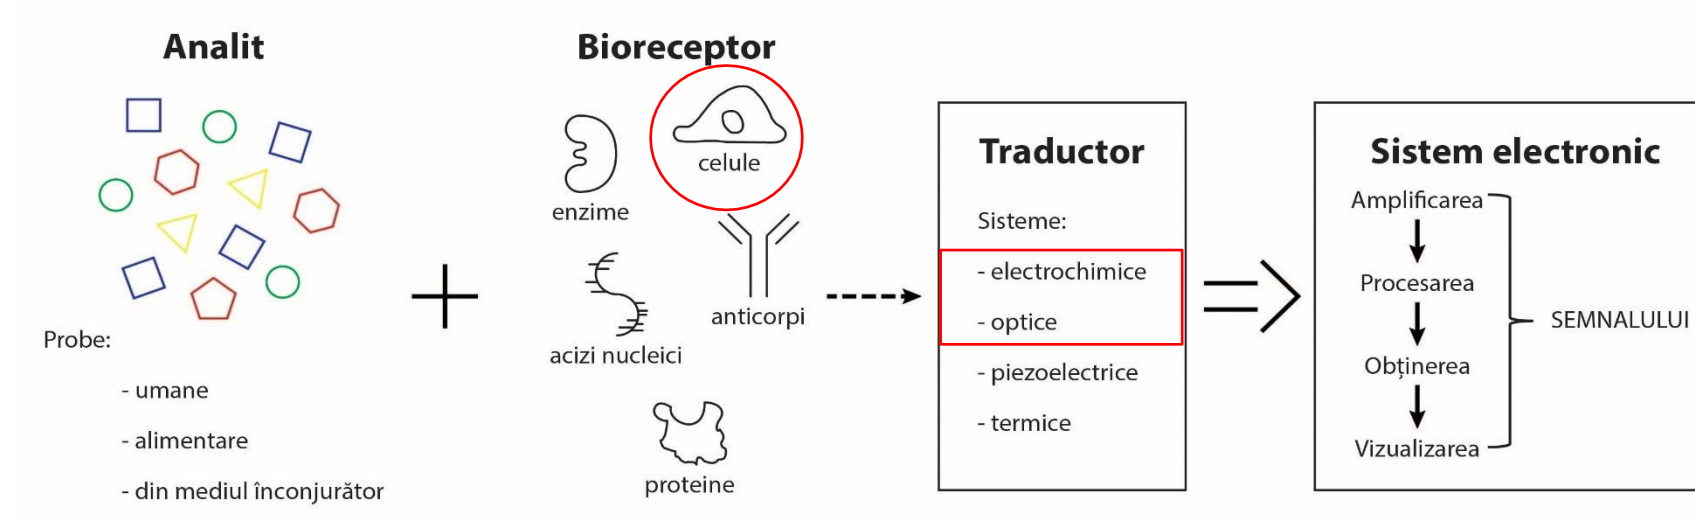 Analit
Probe:
- umane
- alimentare
- din mediul înconjurător
Bioreceptor
celule
enzime
anticorpi
acizi nucleici
proteine
Traductor
Sisteme:
- electrochimice
- optice
- piezoelectrice
- termice
Sistem electronic
Amplificarea
Procesarea
Obținerea
Vizualizarea
SEMNALULUI